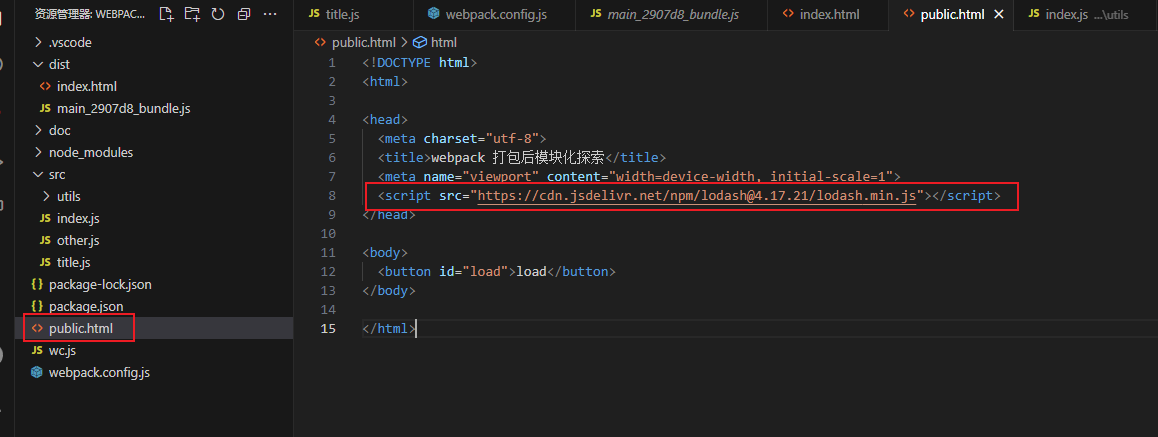 资源管理器: WEBPAC...
.vscode
dist
index.html
JS main_2907d8_bundle.js
doc
node_modules
src
utils
JS index.js
JS other.js
JS title.js
{} package-lock.json
{} package.json
<> public.html
JS wc.js
webpack.config.js
JS title.js
webpack.config.js
JS main_2907d8_bundle.js
<> index.html
<> public.html
JS index.js ...\utils
<> public.html > html
1 <!DOCTYPE html>
2 <html>
3
4 <head>
5 <meta charset="utf-8">
6 <title>webpack 打包后模块化探索</title>
7 <meta name="viewport" content="width=device-width, initial-scale=1">
8 <script src="https://cdn.jsdelivr.net/npm/lodash@4.17.21/lodash.min.js"></script>
9 </head>
10
11 <body>
12 <button id="load">load</button>
13 </body>
14
15 </html>